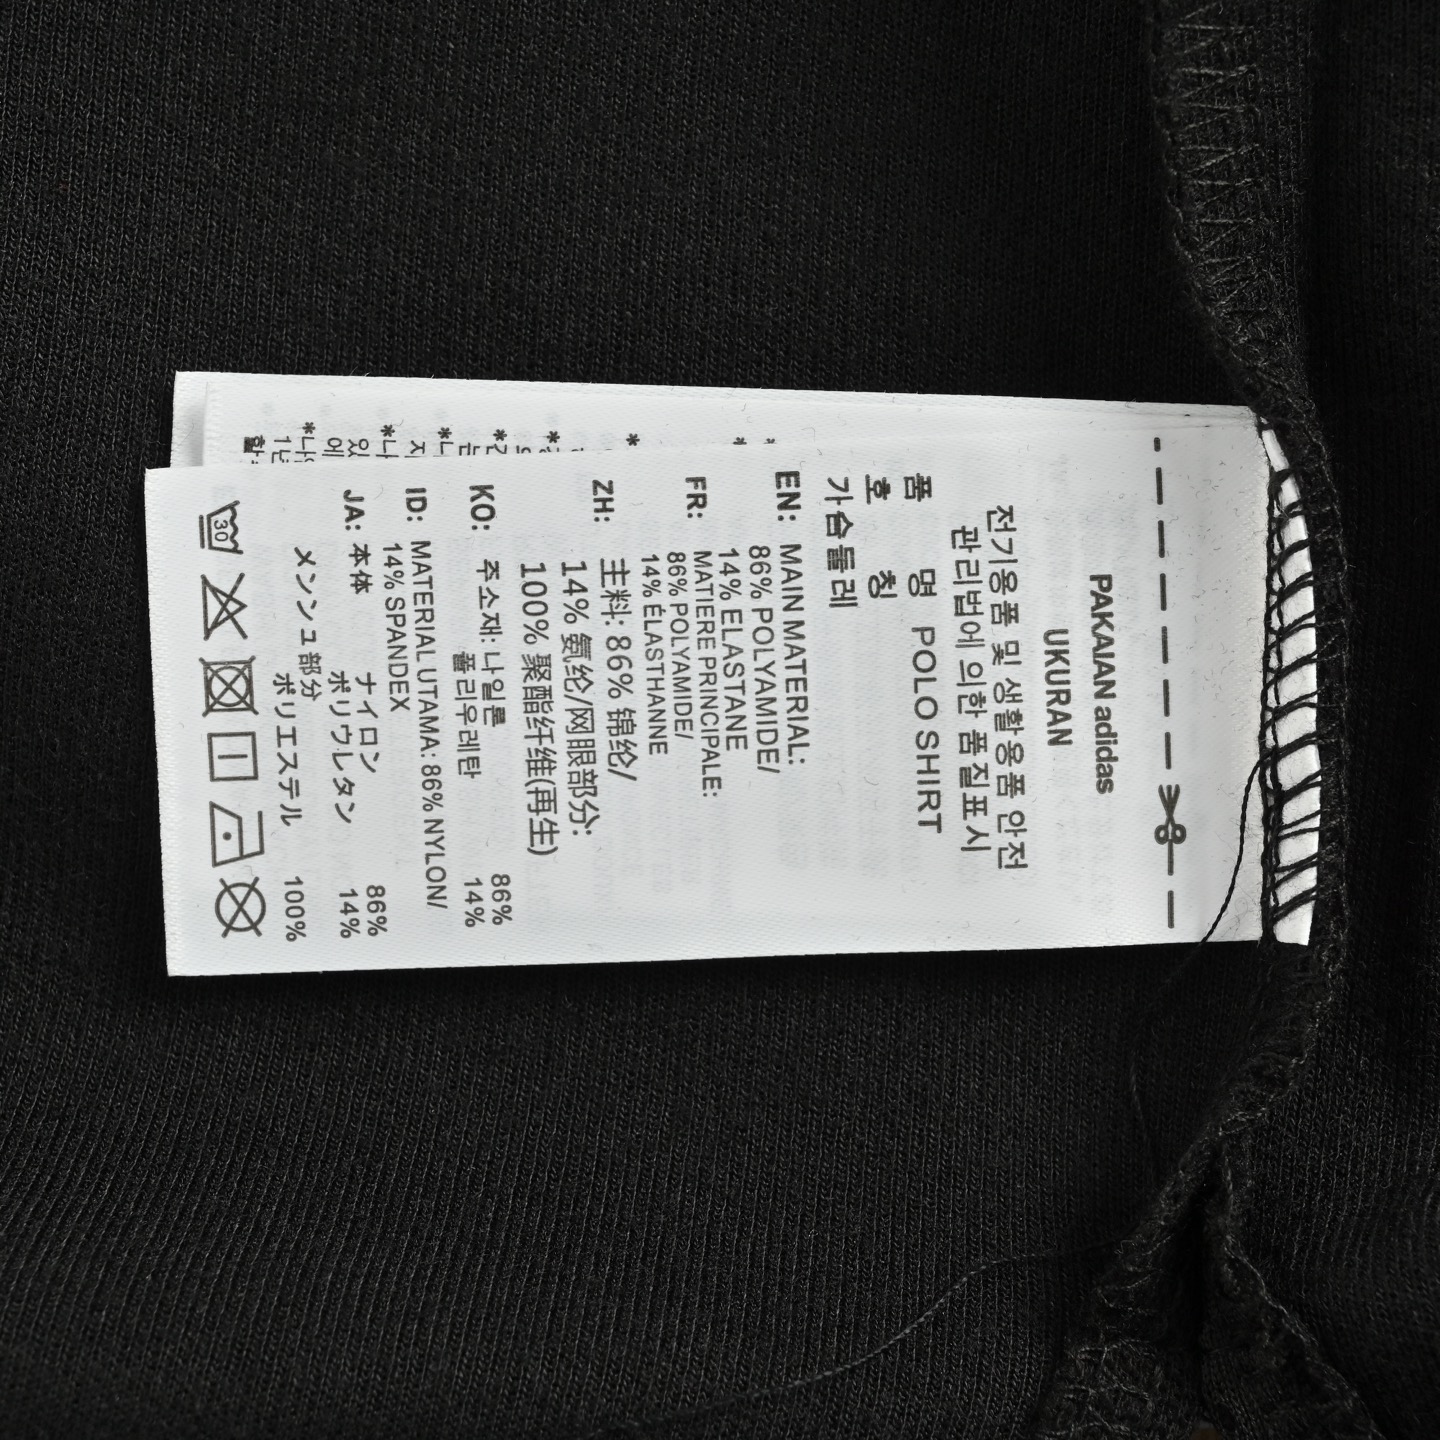 PAKAIAN adidas
UKURAN
전기용품 및 생활용품 안전
관리법에 의한 품질표시
품 명 POLO SHIRT
호 칭
가슴둘레
EN: MAIN MATERIAL:
86% POLYAMIDE/
14% ELASTANE
FR: MATIERE PRINCIPALE:
86% POLYAMIDE/
14% ÉLASTHANNE
ZH: 主料: 86% 锦纶/
14% 氨纶/网眼部分:
100% 聚酯纤维(再生)
KO: 주소재: 나일론 86%
폴리우레탄 14%
ID: MATERIAL UTAMA: 86% NYLON/
14% SPANDEX
JA: 本体 ナイロン 86%
ポリウレタン 14%
メンシュ部分 ポリエステル 100%
30